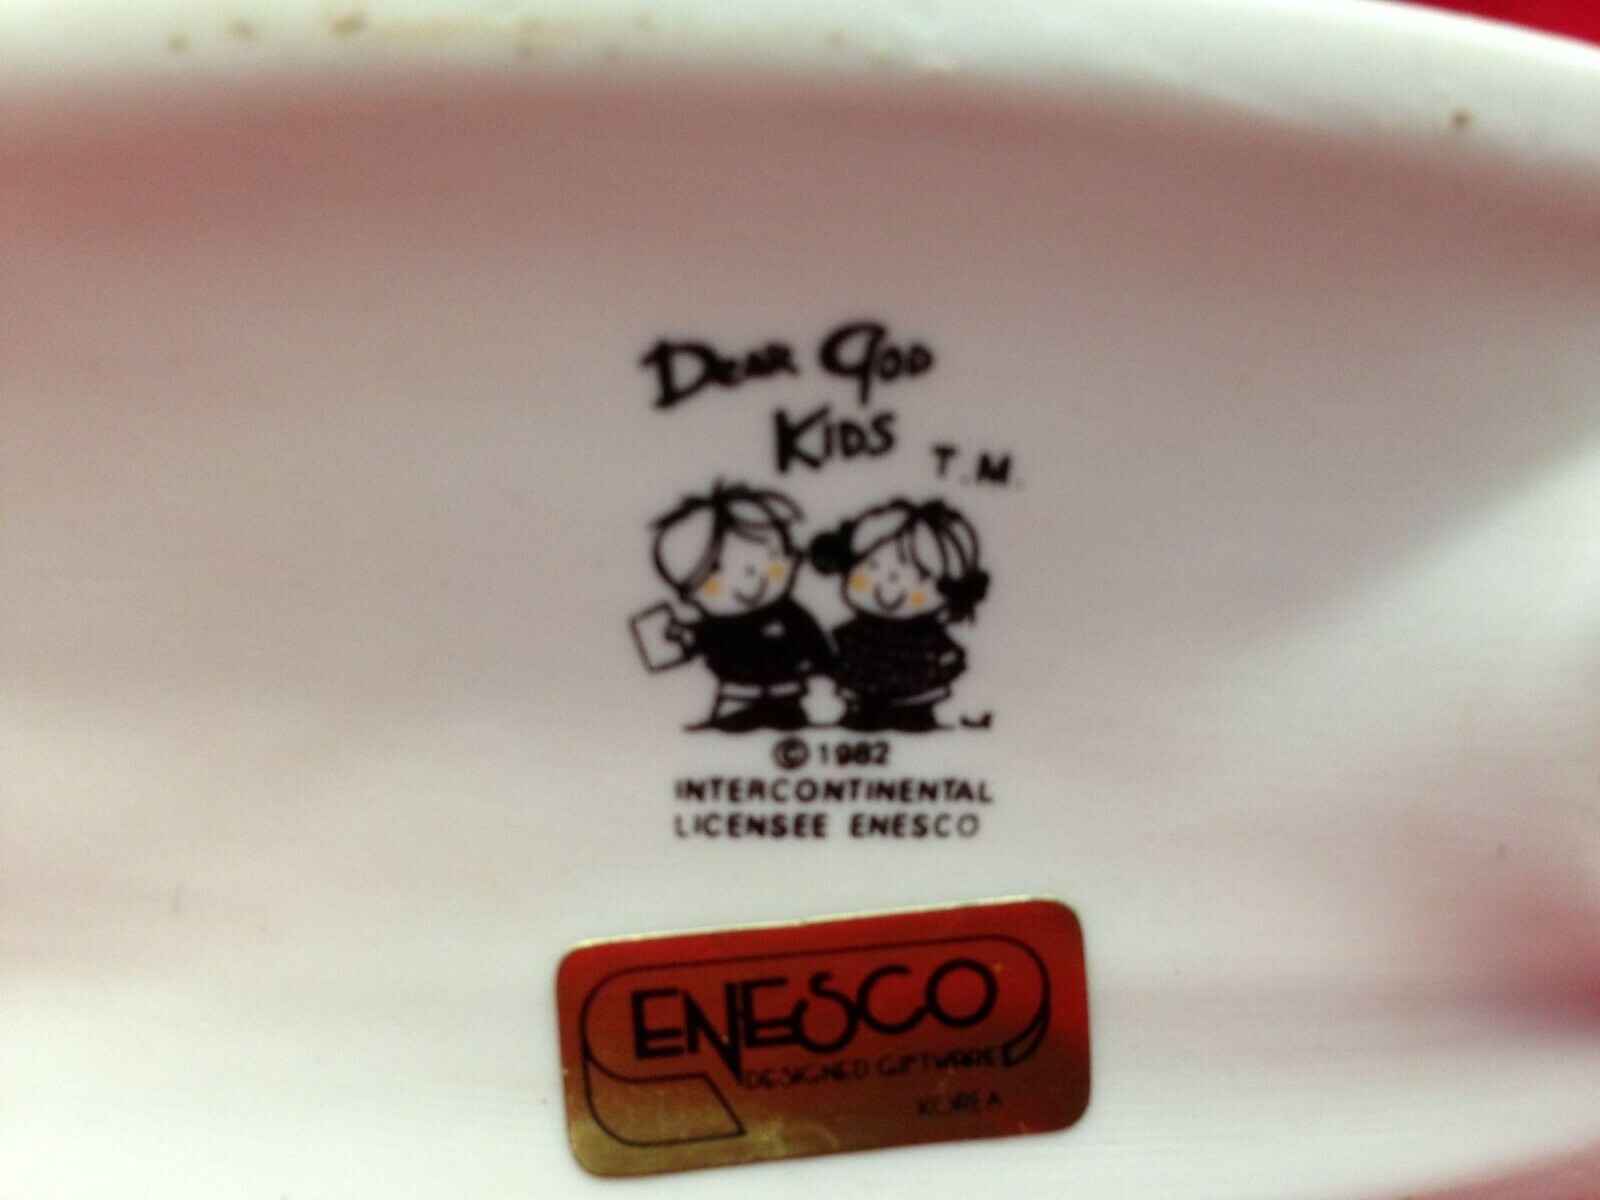 DEAR GOD
KIDS T.M.
© 1982
INTERCONTINENTAL
LICENSEE ENESCO
ENESCO
DESIGNED GIFTWARE
KOREA